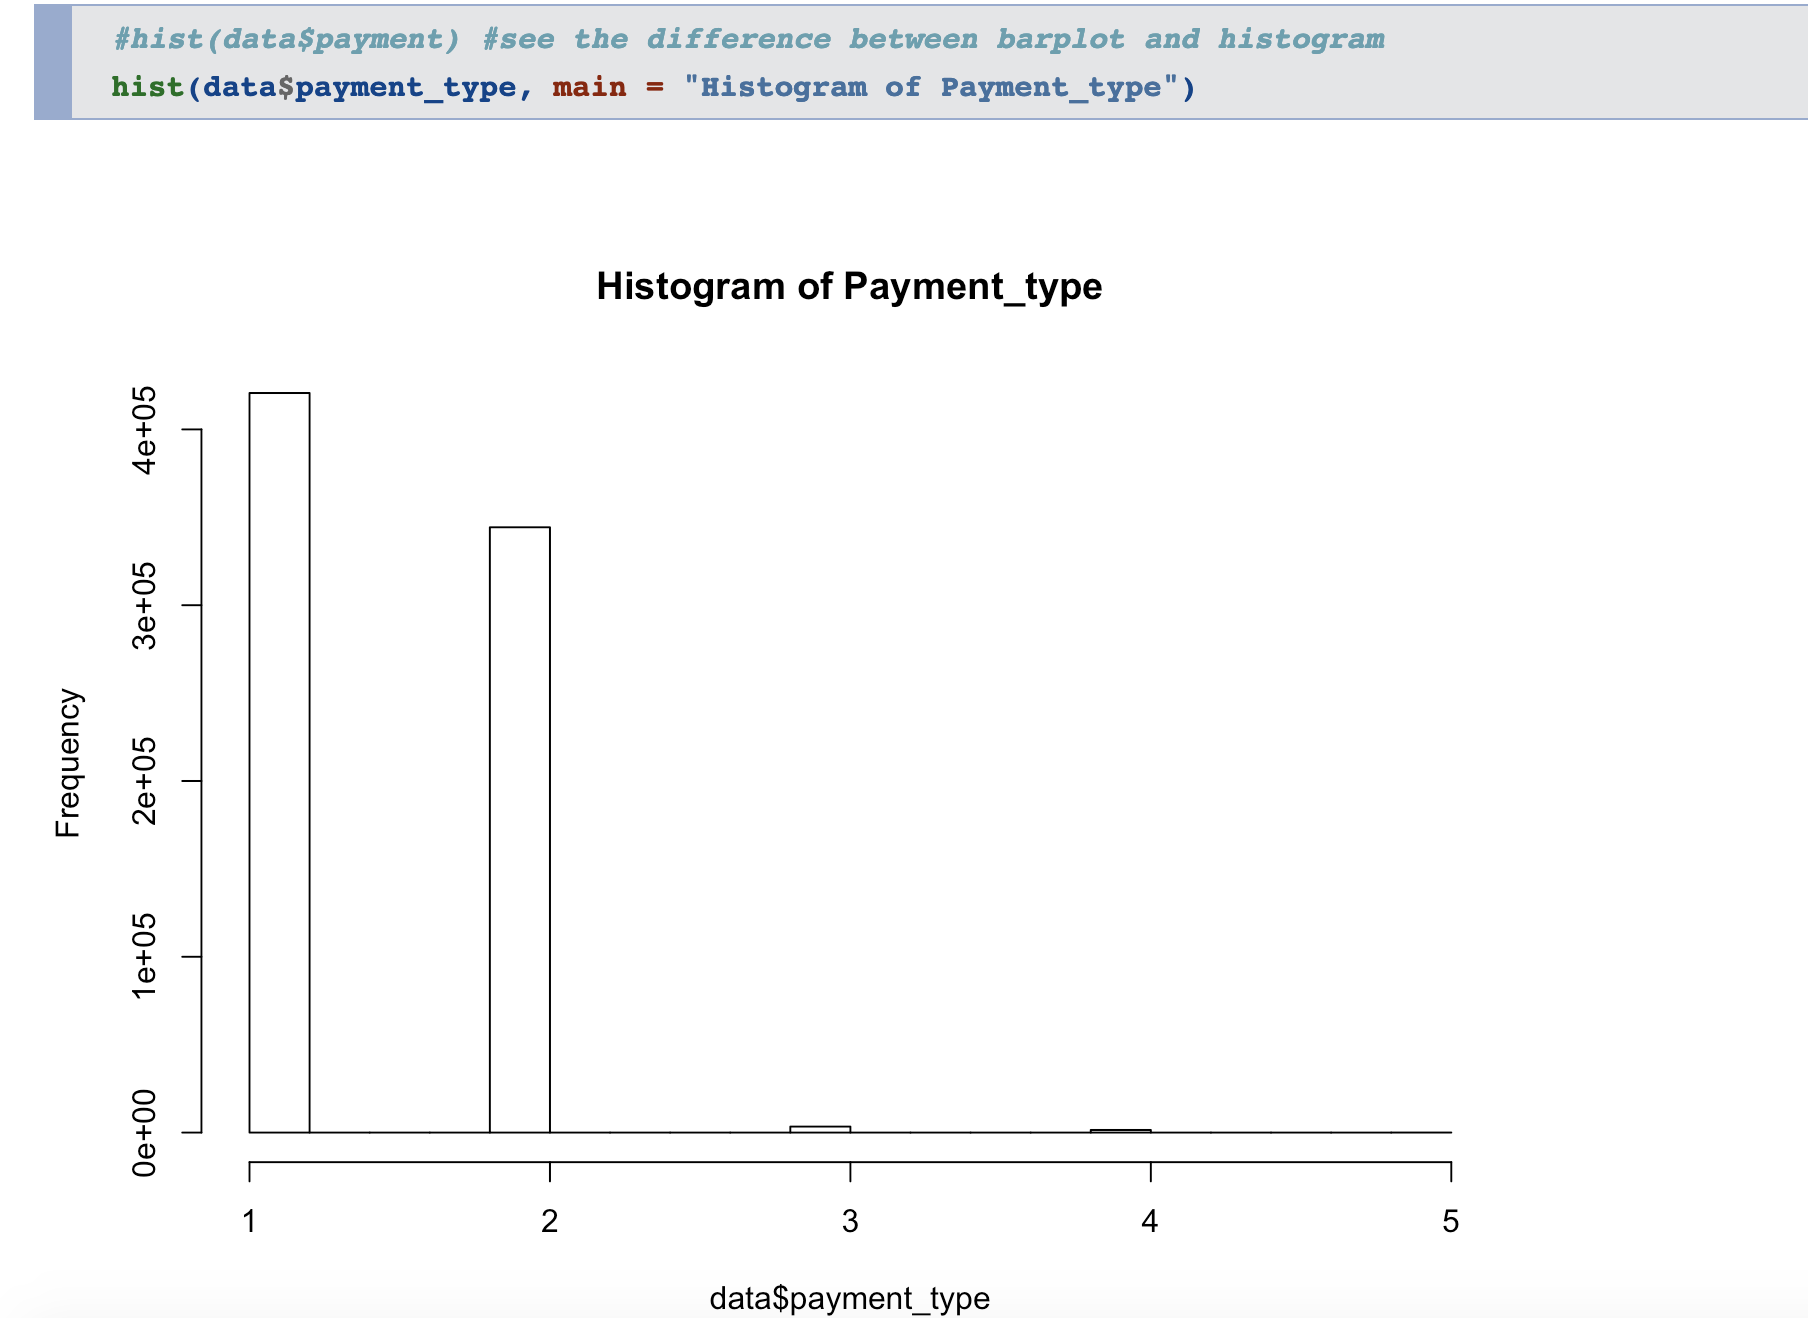 #hist(data$payment) #see the difference between barplot and histogram
hist(data$payment_type, main = "Histogram of Payment_type")
Histogram of Payment_type
4e+05
3e+05
2e+05
1e+05
0e+00
Frequency
1 2 3 4 5
data$payment_type